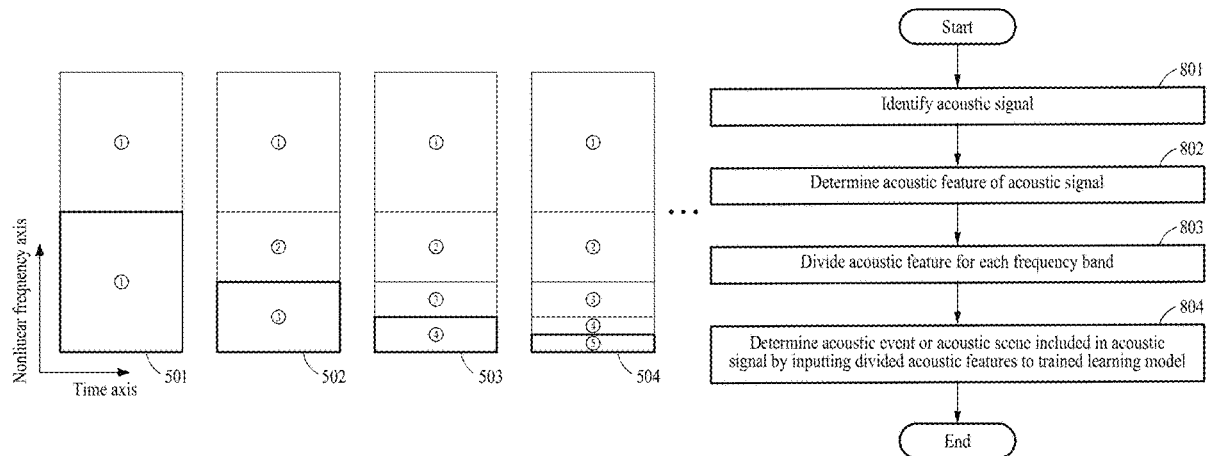 Nonlinear frequency axis
Time axis
①
①
501
①
②
③
502
①
②
②
④
503
①
②
③
④
⑤
504
• • •
Start
801
Identify acoustic signal
802
Determine acoustic feature of acoustic signal
803
Divide acoustic feature for each frequency band
804
Determine acoustic event or acoustic scene included in acoustic
signal by inputting divided acoustic features to trained learning model
End